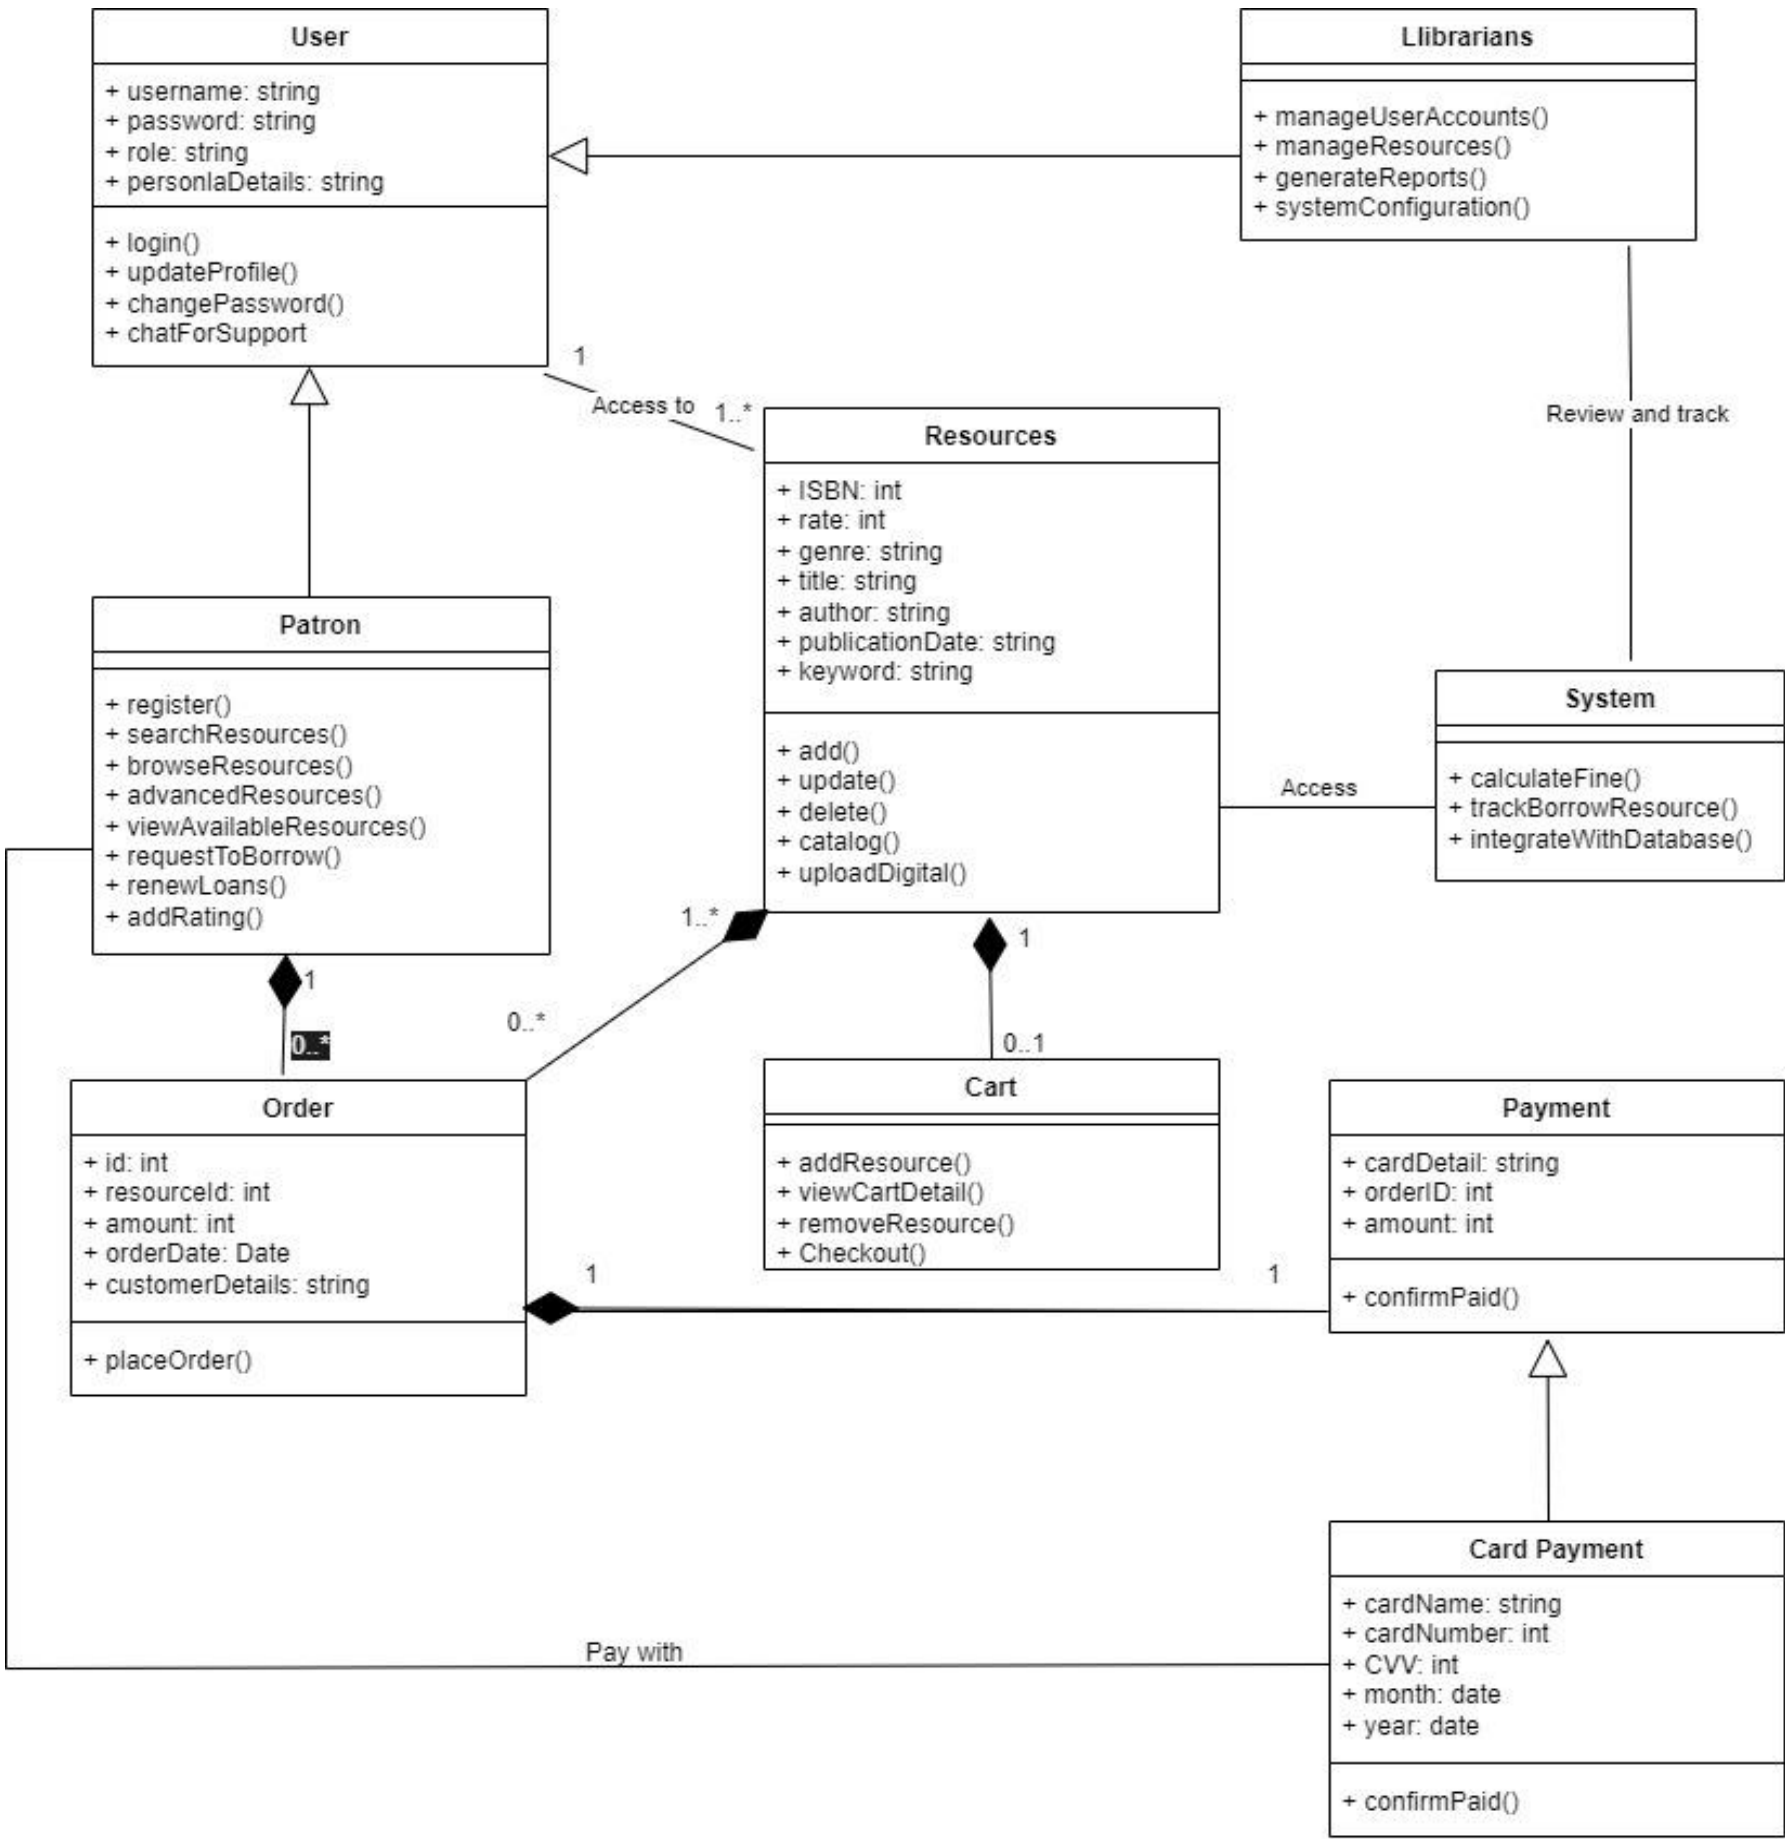 User
+ username: string
+ password: string
+ role: string
+ personlaDetails: string
+ login()
+ updateProfile()
+ changePassword()
+ chatForSupport
Llibrarians
+ manageUserAccounts()
+ manageResources()
+ generateReports()
+ systemConfiguration()
1
Access to
1..*
Review and track
Resources
+ ISBN: int
+ rate: int
+ genre: string
+ title: string
+ author: string
+ publicationDate: string
+ keyword: string
+ add()
+ update()
+ delete()
+ catalog()
+ uploadDigital()
Patron
+ register()
+ searchResources()
+ browseResources()
+ advancedResources()
+ viewAvailableResources()
+ requestToBorrow()
+ renewLoans()
+ addRating()
Access
System
+ calculateFine()
+ trackBorrowResource()
+ integrateWithDatabase()
1
0..*
1..*
0..*
1
0..1
Order
+ id: int
+ resourceId: int
+ amount: int
+ orderDate: Date
+ customerDetails: string
+ placeOrder()
Cart
+ addResource()
+ viewCartDetail()
+ removeResource()
+ Checkout()
1
1
Payment
+ cardDetail: string
+ orderID: int
+ amount: int
+ confirmPaid()
Pay with
Card Payment
+ cardName: string
+ cardNumber: int
+ CVV: int
+ month: date
+ year: date
+ confirmPaid()